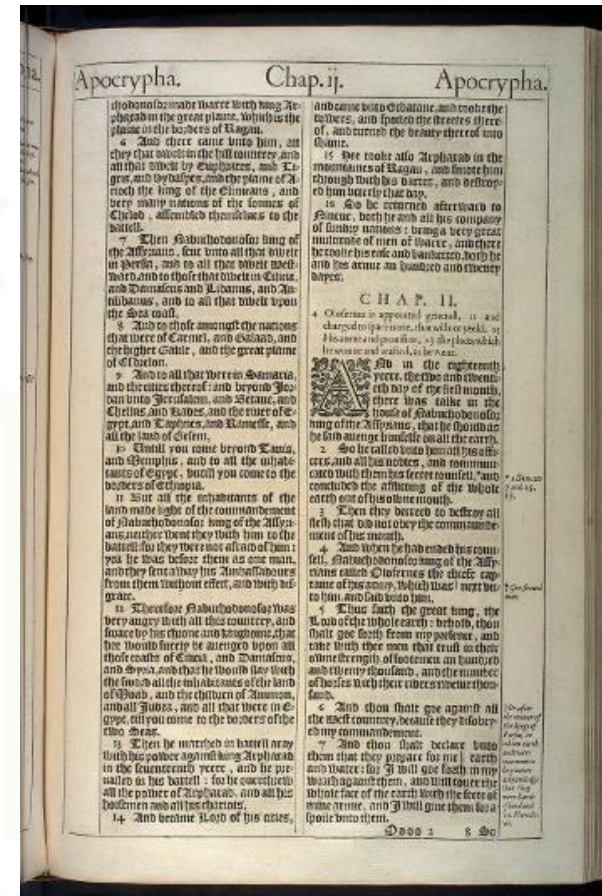 Apocrypha. Chap. ij. Apocrypha.
thodonosor made warre with king Ar-
phaxad in the great plaine, which is the
plaine in the borders of Ragau.
6 And there came vnto him, all
they that dwelt in the hill countrey, and
all that dwelt by Euphrates, and Ti-
gris, and Hydaspes, and the plaine of A-
rioch the king of the Elimeans, and
very many nations of the sonnes of
Chelod, assembled themselues to the
battell.
7 Then Nabuchodonosor king of
the Assyrians, sent vnto all that dwelt
in Persia, and to all that dwelt West-
ward, and to those that dwelt in Cilicia,
and Damascus and Libanus, and An-
tilibanus, and to all that dwelt vpon
the Sea coast,
8 And to those amongst the nations
that were of Carmel, and Galaad, and
the higher Galile, and the great plaine
of Esdrelon,
9 And to all that were in Samaria,
and the cities thereof: and beyond Jor-
dan vnto Jerusalem, and Betane, and
Chellus, and Kades, and the riuer of E-
gypt, and Taphnes, and Ramesse, and
all the land of Gesem,
10 Vntill you come beyond Tanis,
and Memphis, and to all the inhabi-
tants of Egypt, vntill you come to the
borders of Ethiopia.
11 But all the inhabitants of the
land made light of the commandement
of Nabuchodonosor king of the Assyri-
ans, neither went they with him to the
battell: for they were not afraid of him:
yea he was before them as one man,
and they sent away his Ambassadours
from them without effect, and with dis-
grace.
12 Therefore Nabuchodonosor was
very angry with all this countrey, and
sware by his throne and kingdome, that
hee would surely be auenged vpon all
those coasts of Cilicia, and Damascus,
and Syria, and that he would slay with
the sword all the inhabitants of the land
of Moab, and the children of Ammon,
and all Judea, and all that were in E-
gypt, till you come to the borders of the
two Seas.
13 Then he marched in battell aray
with his power against king Arphaxad
in the seuenteenth yeere, and he pre-
uailed in his battell: for he ouerthrew
all the power of Arphaxad, and all his
horsemen and all his chariots,
14 And became Lord of his cities,
and came vnto Ecbatane, and tooke the
towers, and spoiled the streetes there-
of, and turned the beauty thereof into
shame.
15 Hee tooke also Arphaxad in the
mountaines of Ragau, and smote him
through with his darts, and destroy-
ed him vtterly that day.
16 So he returned afterward to
Nineue, both he and all his company
of sundry nations: being a very great
multitude of men of warre, and there
he tooke his ease and banketted, both he
and his armie an hundred and twenty
dayes.
CHAP. II.
4 Olofernes is appointed generall, 11 and
charged to spare none, that will not yeeld. 15
His armie and prouision, 23 the places which
he wonne and wasted, as he went.
And in the eighteenth
yeere, the two and twenti-
eth day of the first month,
there was talke in the
house of Nabuchodonosor
king of the Assyrians, that he should as
he said auenge himselfe on all the earth.
2 So he called vnto him all his offi-
cers, and all his nobles, and communi-
cated with them his secret counsell, *and
concluded the afflicting of the whole
earth out of his owne mouth.
3 Then they decreed to destroy all
flesh that did not obey the commaunde-
ment of his mouth.
4 And when he had ended his coun-
sell, Nabuchodonosor king of the Assy-
rians called Olofernes the chiefe cap-
taine of his army, which was next vn-
to him, and said vnto him,
5 Thus saith the great king, the
Lord of the whole earth: behold, thou
shalt goe forth from my presence, and
take with thee men that trust in their
owne strength, of footemen an hundred
and twenty thousand, and the number
of horses with their riders twelue thou-
sand.
6 And thou shalt goe against all
the West countrey, because they disobey-
ed my commandement.
7 And thou shalt declare vnto
them that they prepare for me earth
and water: for I will goe forth in my
wrath against them, and will couer the
whole face of the earth with the feete of
mine armie, and I will giue them for a
spoile vnto them.
Oooo 2 8 So